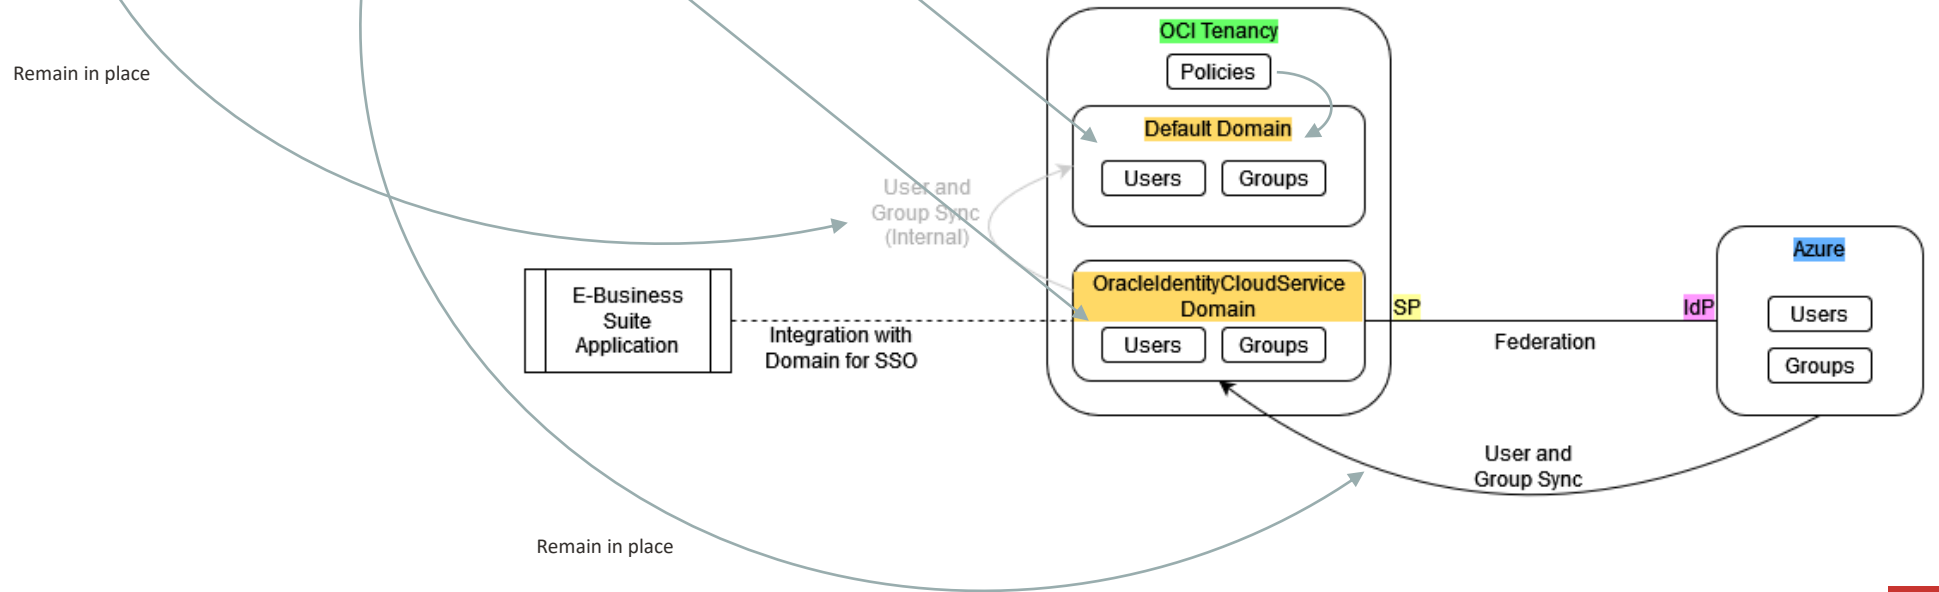 OCI Tenancy
Policies
Remain in place
Default Domain
Users
Groups
User and
Group Sync
(Internal)
Azure
OracleIdentityCloudService
Domain
E-Business
Suite
Application
Integration with
Domain for SSO
Users
Groups
SP
IdP
Federation
Users
Groups
User and
Group Sync
Remain in place